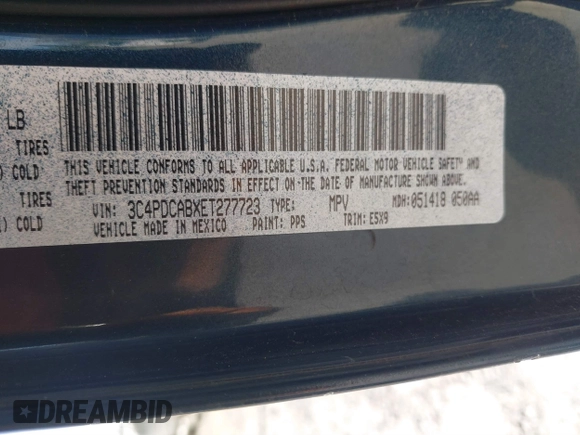 LB
TIRES
) COLD
TIRES
) COLD
THIS VEHICLE CONFORMS TO ALL APPLICABLE U.S.A. FEDERAL MOTOR VEHICLE SAFETY AND
THEFT PREVENTION STANDARDS IN EFFECT ON THE DATE OF MANUFACTURE SHOWN ABOVE.
VIN: 3C4PDCABXET277723 TYPE: MPV MDH:051418 050AA
VEHICLE MADE IN MEXICO PAINT: PPS TRIM: E5X9
DREAMBID